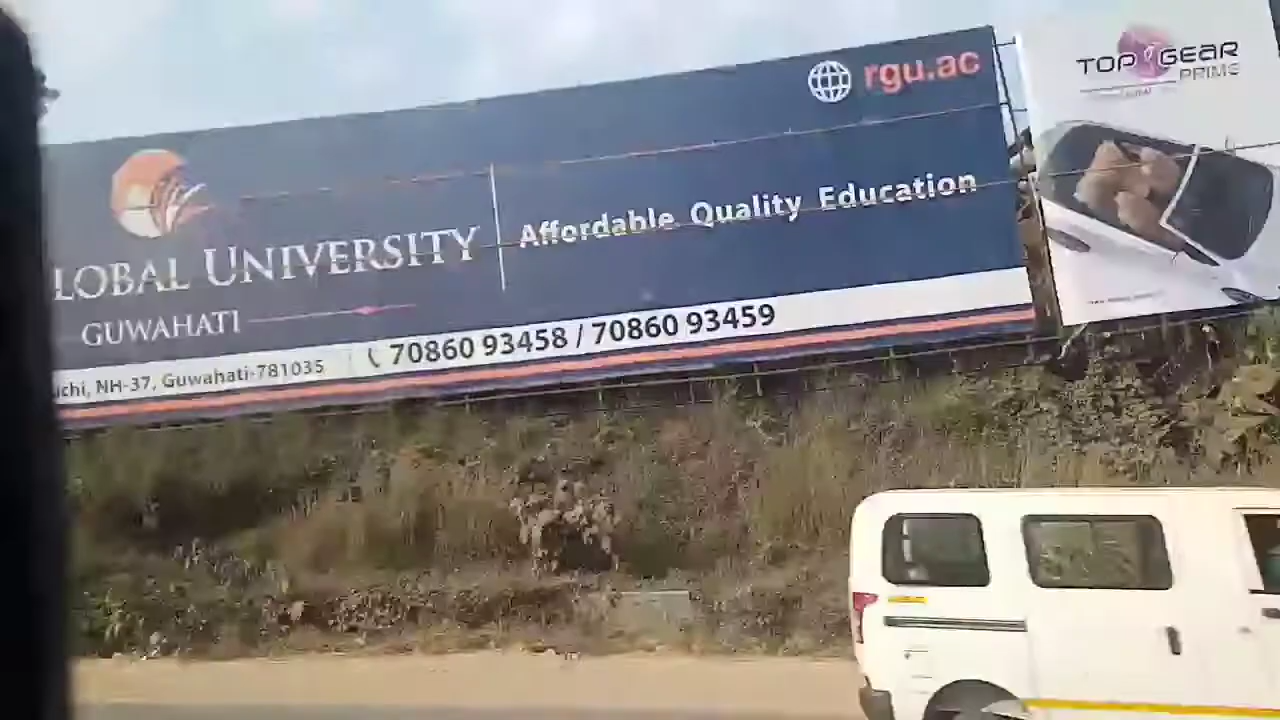 rgu.ac
LOBAL UNIVERSITY
GUWAHATI
Affordable Quality Education
uchi, NH-37, Guwahati-781035
70860 93458 / 70860 93459
TOP GEAR
PRIME